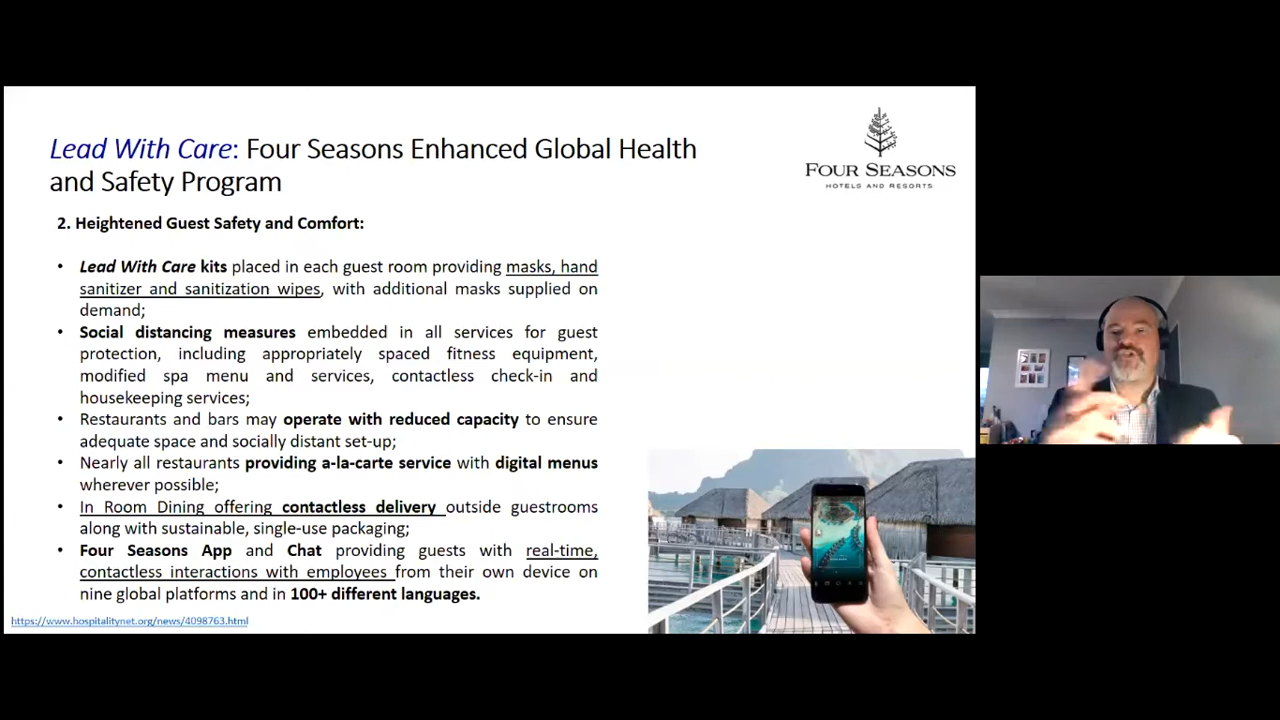 Lead With Care: Four Seasons Enhanced Global Health
and Safety Program
FOUR SEASONS
HOTELS AND RESORTS
2. Heightened Guest Safety and Comfort:
• Lead With Care kits placed in each guest room providing masks, hand
sanitizer and sanitization wipes, with additional masks supplied on
demand;
• Social distancing measures embedded in all services for guest
protection, including appropriately spaced fitness equipment,
modified spa menu and services, contactless check-in and
housekeeping services;
• Restaurants and bars may operate with reduced capacity to ensure
adequate space and socially distant set-up;
• Nearly all restaurants providing a-la-carte service with digital menus
wherever possible;
• In Room Dining offering contactless delivery outside guestrooms
along with sustainable, single-use packaging;
• Four Seasons App and Chat providing guests with real-time,
contactless interactions with employees from their own device on
nine global platforms and in 100+ different languages.
https://www.hospitalitynet.org/news/4098763.html